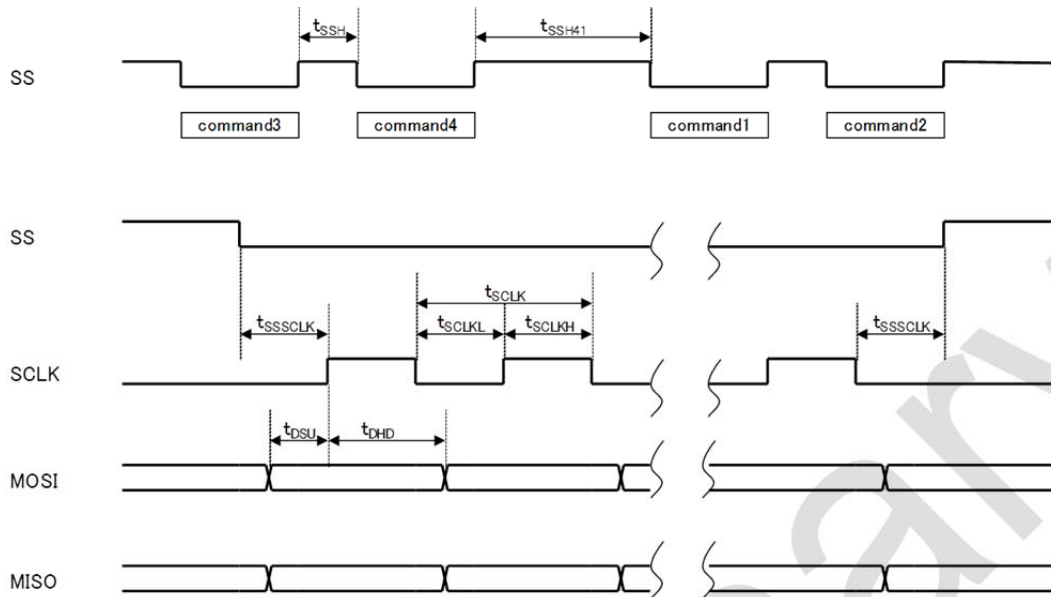 tSSH
tSSH41
SS
command3
command4
command1
command2
SS
tSCLK
tSSSCLK
tSCLKL
tSCLKH
tSSSCLK
SCLK
tDSU
tDHD
MOSI
MISO